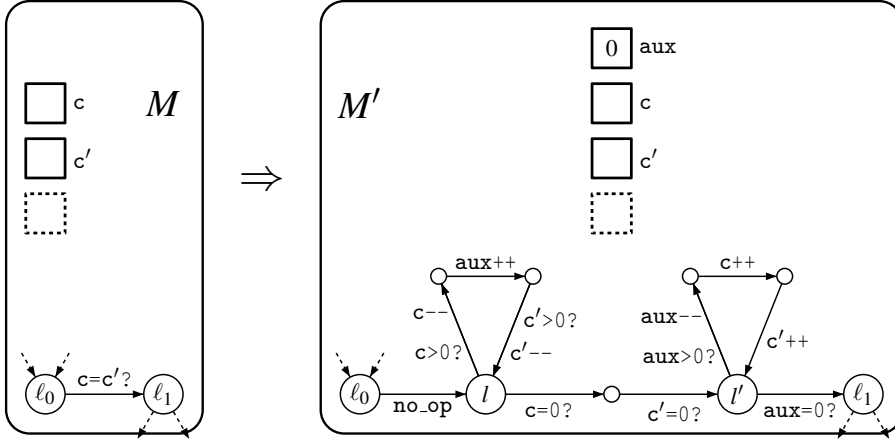 c
M
c′
ℓ₀
c=c′?
ℓ₁
⇒
0
aux
M′
c
c′
aux++
c--
c>0?
c′>0?
c′--
c++
aux--
aux>0?
c′++
ℓ₀
no_op
l
c=0?
c′=0?
l′
aux=0?
ℓ₁